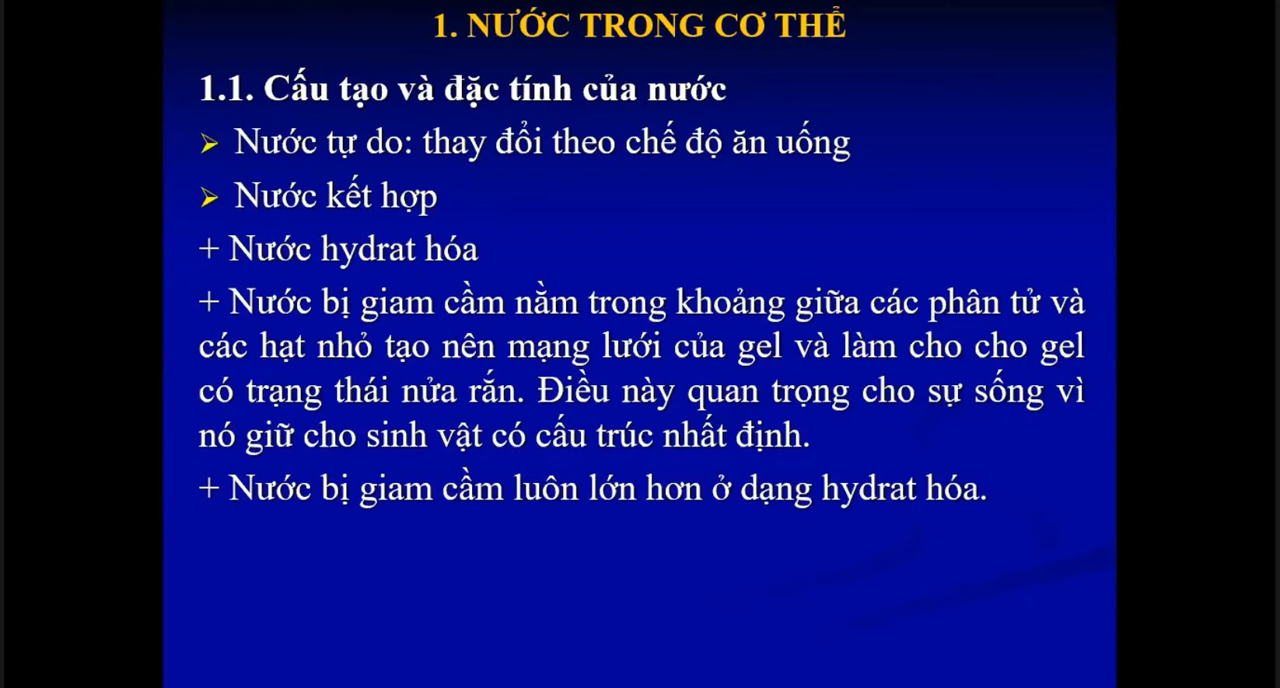 1. NƯỚC TRONG CƠ THỂ
1.1. Cấu tạo và đặc tính của nước
➢ Nước tự do: thay đổi theo chế độ ăn uống
➢ Nước kết hợp
+ Nước hydrat hóa
+ Nước bị giam cầm nằm trong khoảng giữa các phân tử và
các hạt nhỏ tạo nên mạng lưới của gel và làm cho cho gel
có trạng thái nửa rắn. Điều này quan trọng cho sự sống vì
nó giữ cho sinh vật có cấu trúc nhất định.
+ Nước bị giam cầm luôn lớn hơn ở dạng hydrat hóa.